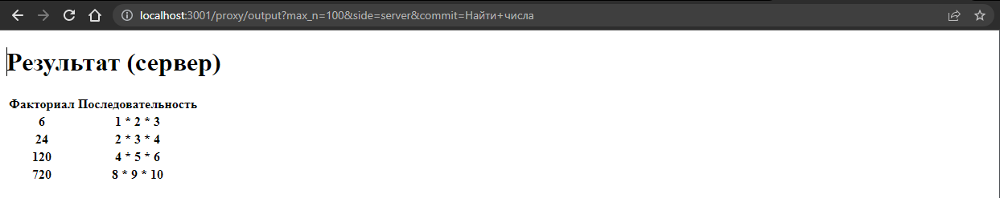 localhost:3001/proxy/output?max_n=100&side=server&commit=Найти+числа
Результат (сервер)
Факториал Последовательность
6 1 * 2 * 3
24 2 * 3 * 4
120 4 * 5 * 6
720 8 * 9 * 10